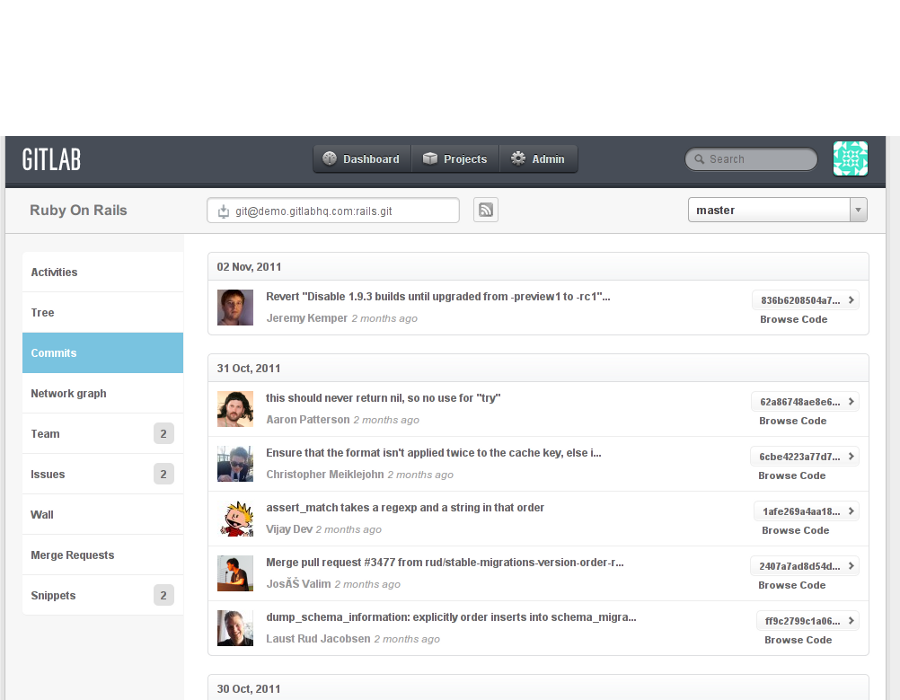 GITLAB
Dashboard Projects Admin
Search
Ruby On Rails
git@demo.gitlabhq.com:rails.git
master
Activities
Tree
Commits
Network graph
Team 2
Issues 2
Wall
Merge Requests
Snippets 2
02 Nov, 2011
Revert "Disable 1.9.3 builds until upgraded from -preview1 to -rc1"...
836b6208504a7...
Jeremy Kemper 2 months ago
Browse Code
31 Oct, 2011
this should never return nil, so no use for "try"
62a86748ae8e6...
Aaron Patterson 2 months ago
Browse Code
Ensure that the format isn't applied twice to the cache key, else i...
6cbe4223a77d7...
Christopher Meiklejohn 2 months ago
Browse Code
assert_match takes a regexp and a string in that order
1afe269a4aa18...
Vijay Dev 2 months ago
Browse Code
Merge pull request #3477 from rud/stable-migrations-version-order-r...
2407a7ad8d54d...
JosĂŠ Valim 2 months ago
Browse Code
dump_schema_information: explicitly order inserts into schema_migra...
ff9c2799c1a06...
Laust Rud Jacobsen 2 months ago
Browse Code
30 Oct, 2011